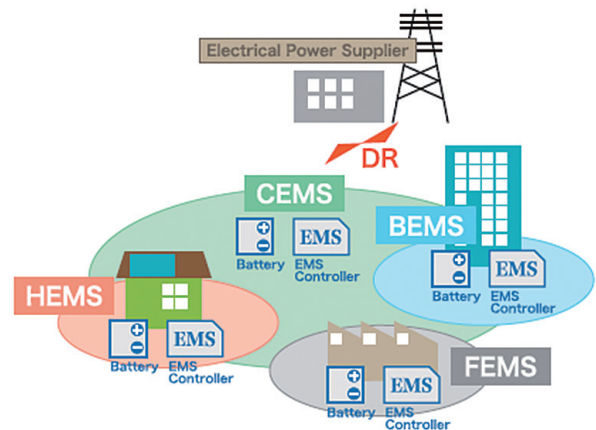 Electrical Power Supplier
DR
CEMS
EMS
Battery
EMS
Controller
BEMS
EMS
Battery
EMS
Controller
HEMS
EMS
Battery
EMS
Controller
FEMS
EMS
Battery
EMS
Controller